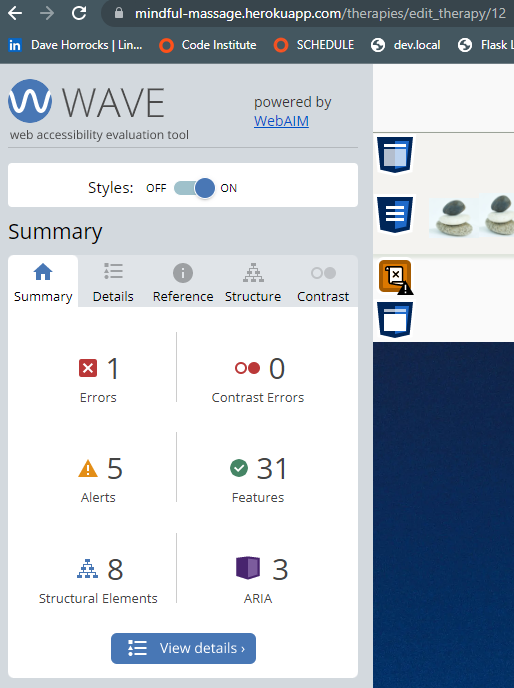 mindful-massage.herokuapp.com/therapies/edit_therapy/12
in Dave Horrocks | Lin... Code Institute SCHEDULE dev.local Flask L
WAVE
powered by
WebAIM
web accessibility evaluation tool
Styles: OFF ON
Summary
Summary Details Reference Structure Contrast
1 0
Errors Contrast Errors
5 31
Alerts Features
8 3
Structural Elements ARIA
View details ›